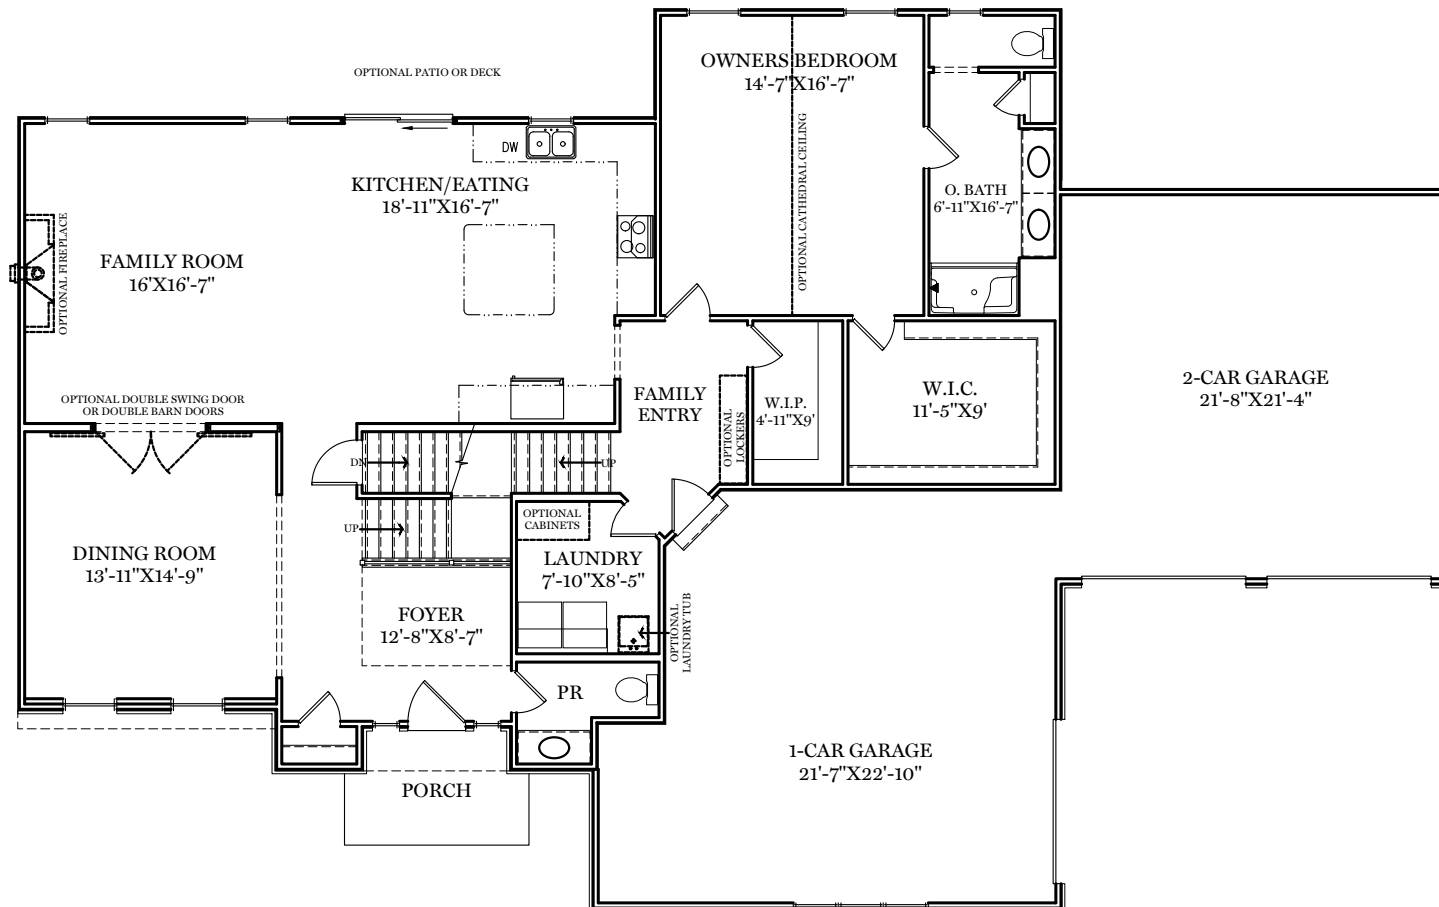 OPTIONAL PATIO OR DECK
OWNERS BEDROOM
14'-7"X16'-7"
OPTIONAL CATHEDRAL CEILING
DW
KITCHEN/EATING
18'-11"X16'-7"
O. BATH
6'-11"X16'-7"
FAMILY ROOM
16'X16'-7"
OPTIONAL FIREPLACE
OPTIONAL DOUBLE SWING DOOR
OR DOUBLE BARN DOORS
FAMILY
ENTRY
OPTIONAL
LOCKERS
W.I.P.
4'-11"X9'
W.I.C.
11'-5"X9'
2-CAR GARAGE
21'-8"X21'-4"
DN
UP
UP
OPTIONAL
CABINETS
DINING ROOM
13'-11"X14'-9"
LAUNDRY
7'-10"X8'-5"
OPTIONAL
LAUNDRY TUB
FOYER
12'-8"X8'-7"
PR
1-CAR GARAGE
21'-7"X22'-10"
PORCH